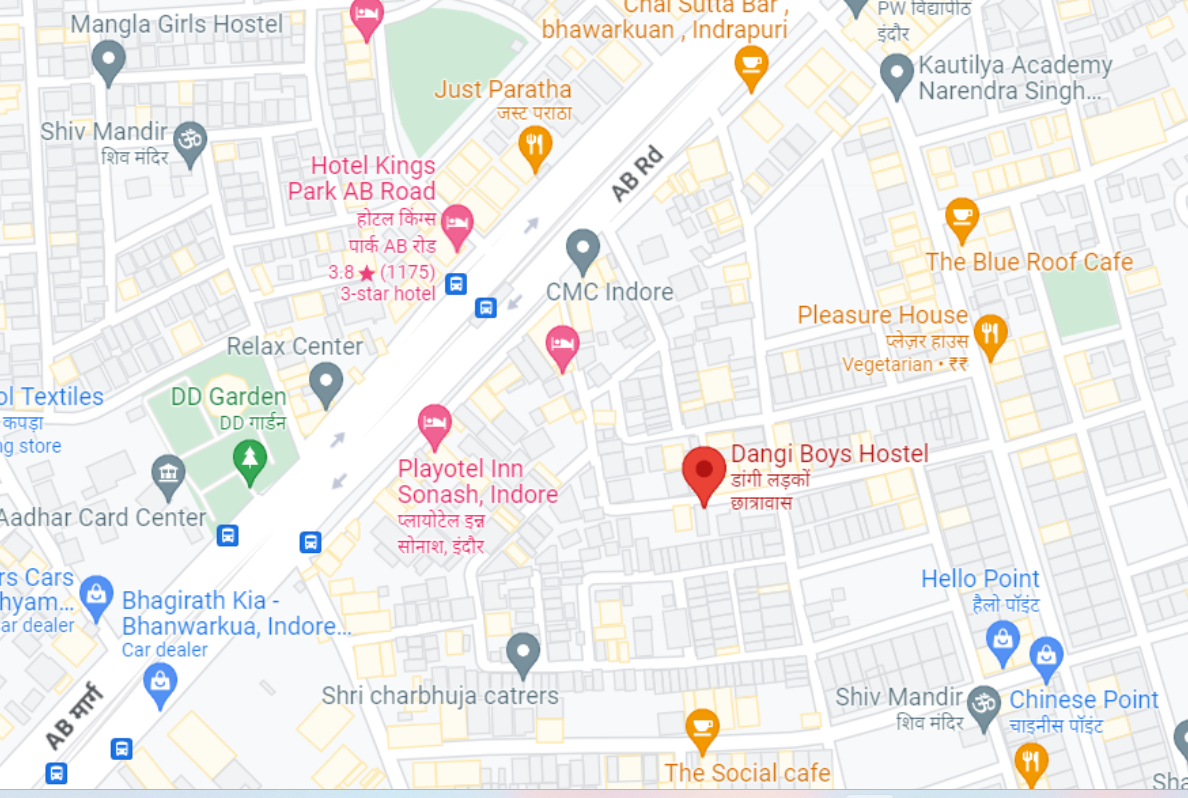 Mangla Girls Hostel
Chai Sutta Bar ,
bhawarkuan , Indrapuri
PW विद्यापीठ
इंदौर
Kautilya Academy
Narendra Singh...
Just Paratha
जस्ट पराठा
Shiv Mandir
शिव मंदिर
AB Rd
Hotel Kings
Park AB Road
होटल किंग्स
पार्क AB रोड
3.8 ★ (1175)
3-star hotel
The Blue Roof Cafe
CMC Indore
Pleasure House
प्लेज़र हाउस
Vegetarian • ₹₹
Relax Center
DD Garden
DD गार्डन
ol Textiles
कपड़ा
ng store
Dangi Boys Hostel
डांगी लड़कों
छात्रावास
Playotel Inn
Sonash, Indore
प्लायोटेल इन्न
सोनाश, इंदौर
Aadhar Card Center
rs Cars
hyam...
ar dealer
Bhagirath Kia -
Bhanwarkua, Indore...
Car dealer
Hello Point
हैलो पॉइंट
Shri charbhuja catrers
Shiv Mandir
शिव मंदिर
Chinese Point
चाइनीस पॉइंट
AB मार्ग
The Social cafe
Sha